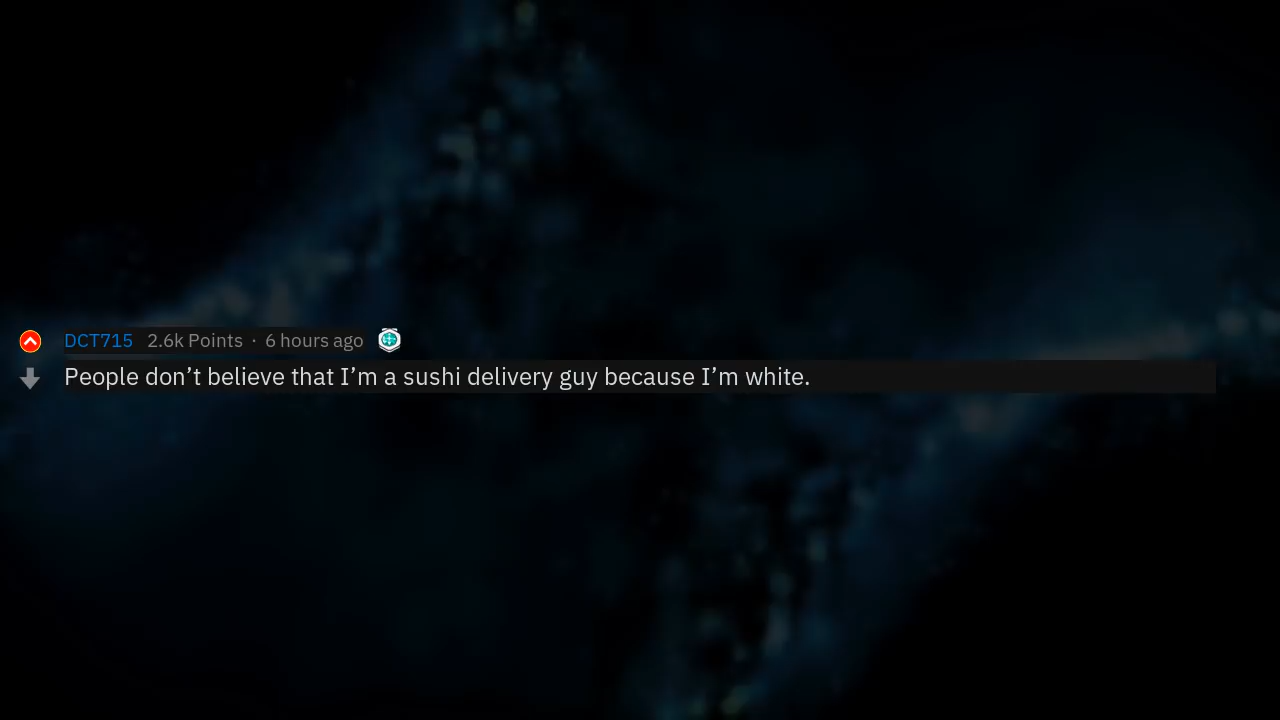 DCT715 2.6k Points · 6 hours ago
People don’t believe that I’m a sushi delivery guy because I’m white.